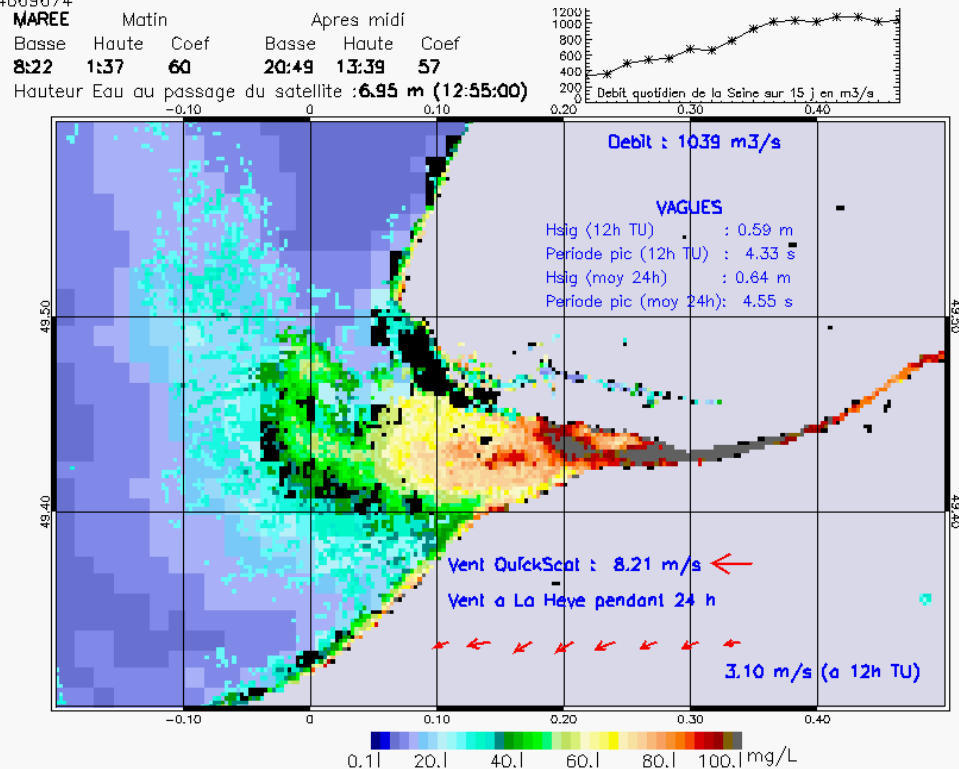 MAREE Matin Apres midi
Basse Haute Coef Basse Haute Coef
8:22 1:37 60 20:49 13:39 57
Hauteur Eau au passage du satellite :6.95 m (12:55:00)
1200
1000
800
600
400
200
0
Debit quotidien de la Seine sur 15 j en m3/s
-0.10 0 0.10 0.20 0.30 0.40
Debit : 1039 m3/s
VAGUES
Hsig (12h TU) : 0.59 m
Periode pic (12h TU) : 4.33 s
Hsig (moy 24h) : 0.64 m
Periode pic (moy 24h): 4.55 s
49.50 49.50
49.40 49.40
Vent QuickScat : 8.21 m/s
Vent a La Heve pendant 24 h
3.10 m/s (a 12h TU)
-0.10 0 0.10 0.20 0.30 0.40
0.1| 20.| 40.| 60.| 80.| 100.| mg/L